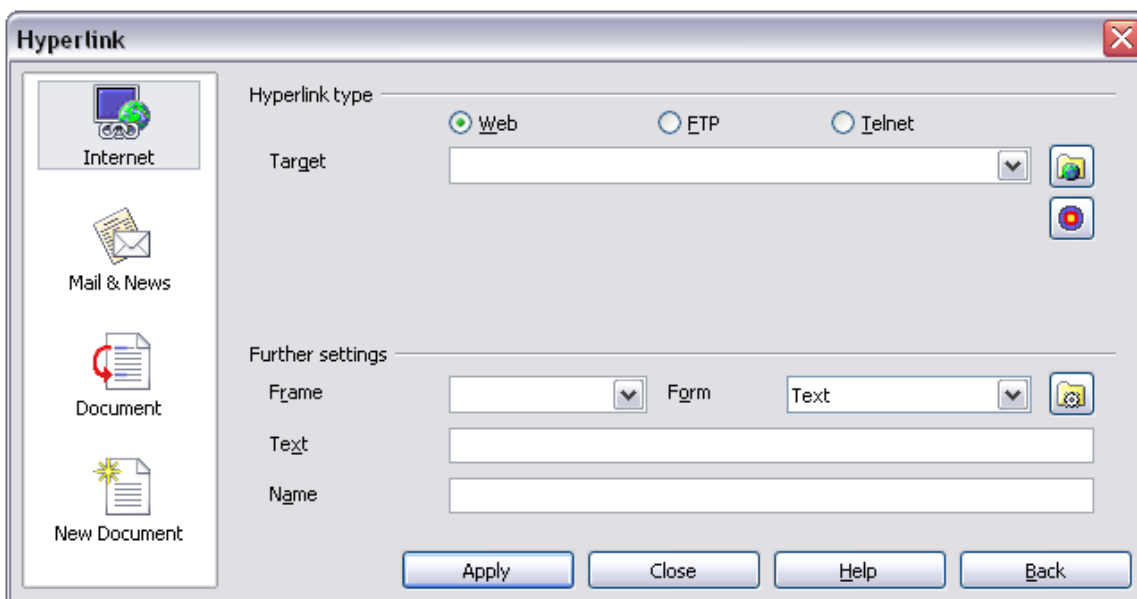 Hyperlink
Internet
Mail & News
Document
New Document
Hyperlink type
Web FTP Telnet
Target
Further settings
Frame Form Text
Text
Name
Apply Close Help Back